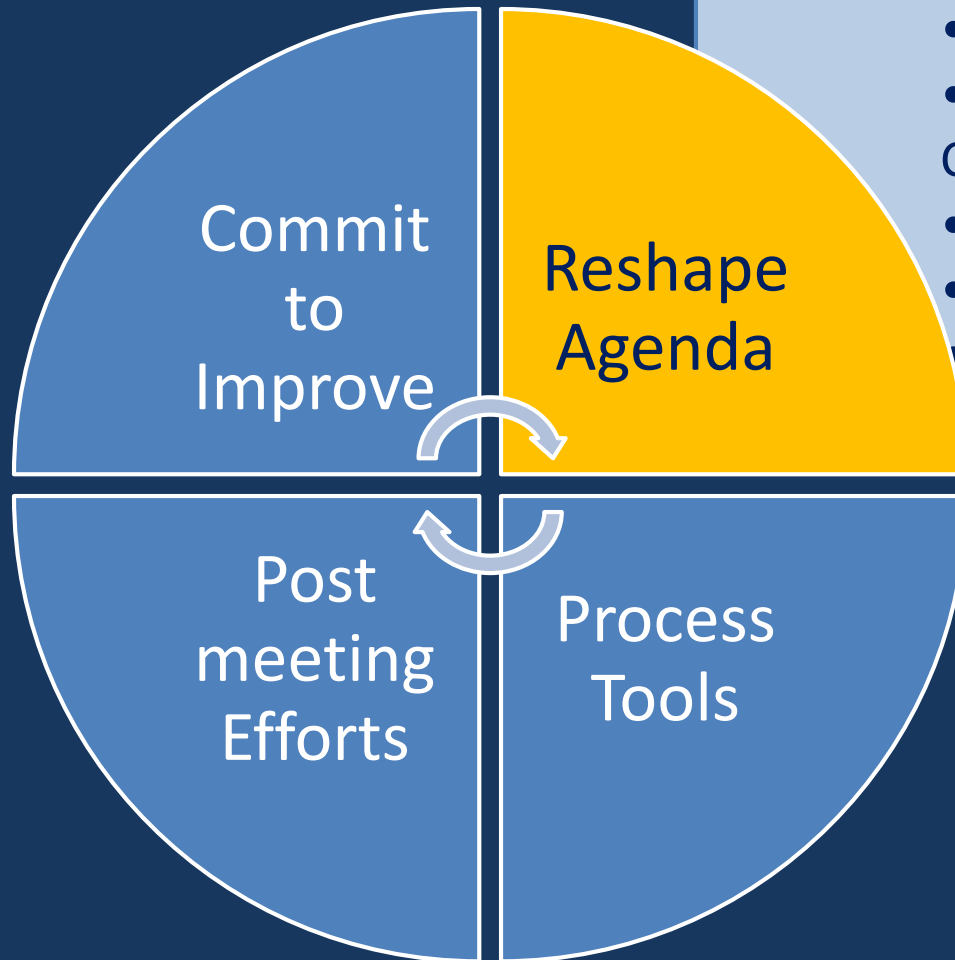 Commit
to
Improve
Reshape
Agenda
Post
meeting
Efforts
Process
Tools
•
•
•
•